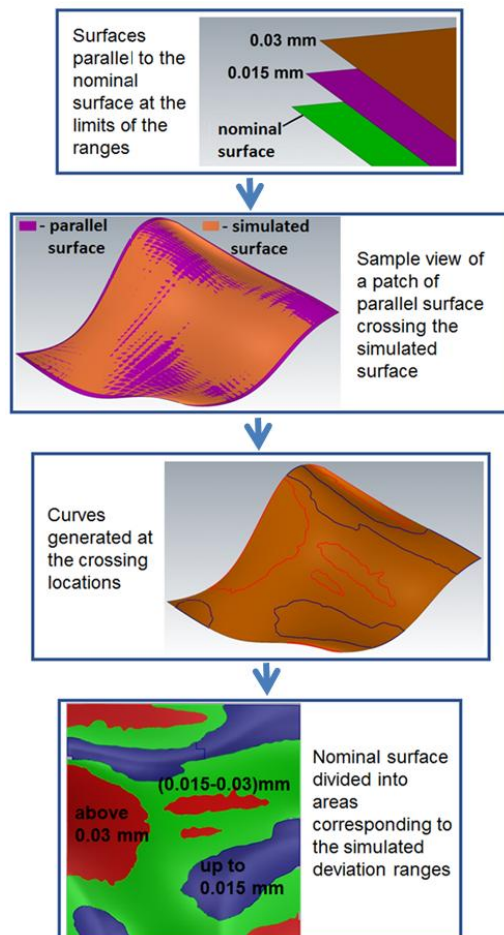 Surfaces
parallel to the
nominal
surface at the
limits of the
ranges
0.03 mm
0.015 mm
nominal
surface
- parallel
surface
- simulated
surface
Sample view of
a patch of
parallel surface
crossing the
simulated
surface
Curves
generated at
the crossing
locations
above
0.03 mm
(0.015-0.03)mm
up to
0.015 mm
Nominal surface
divided into
areas
corresponding to
the simulated
deviation ranges